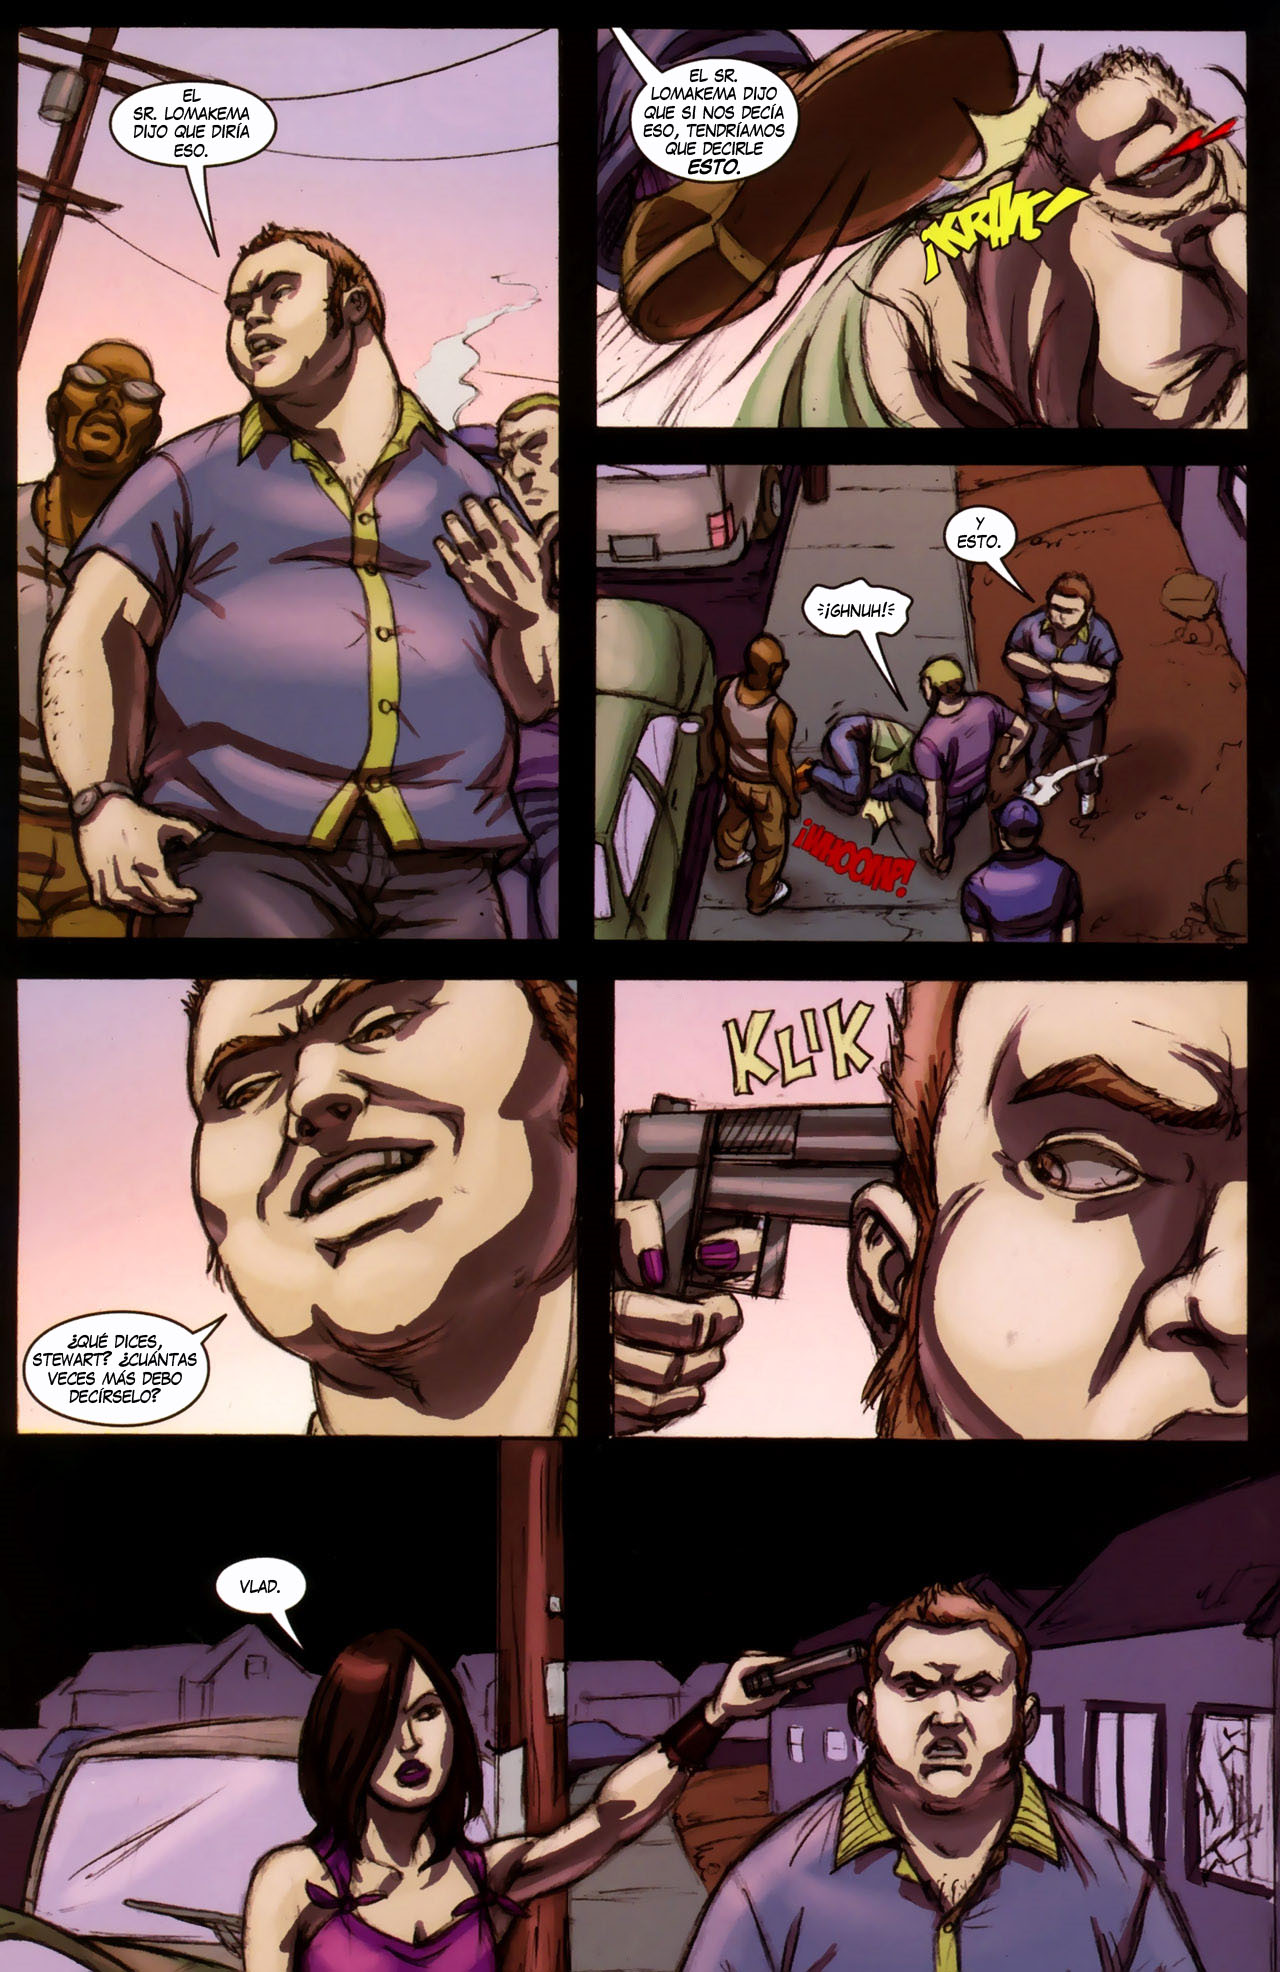 EL
SR. LOMAKEMA
DIJO QUE DIRÍA
ESO.
EL SR.
LOMAKEMA DIJO
QUE SI NOS DECÍA
ESO, TENDRÍAMOS
QUE DECIRLE
ESTO.
¡KRAK!
Y
ESTO.
¡GHNUH!
¡WHOOMP!
¿QUÉ DICES,
STEWART? ¿CUÁNTAS
VECES MÁS DEBO
DECÍRSELO?
KLIK
VLAD.